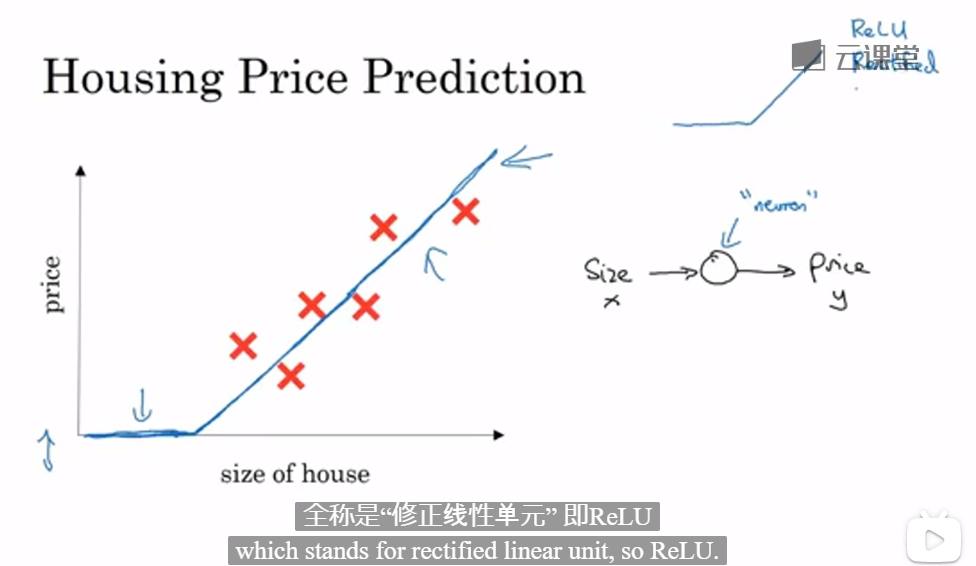 ReLU
云课堂
Rectified
Housing Price Prediction
"neuron"
Size
price
x
y
price
size of house
全称是“修正线性单元” 即ReLU
which stands for rectified linear unit, so ReLU.